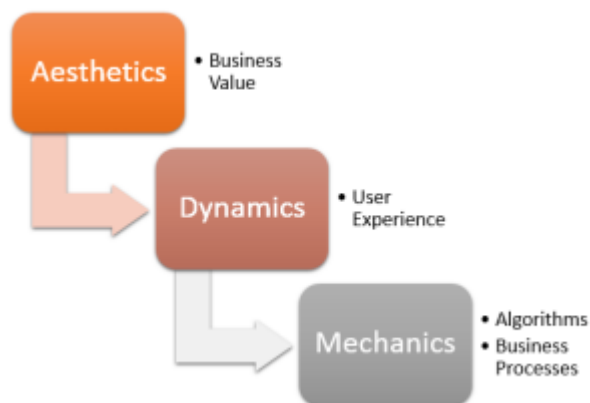 Aesthetics
• Business
Value
Dynamics
• User
Experience
Mechanics
• Algorithms
• Business
Processes